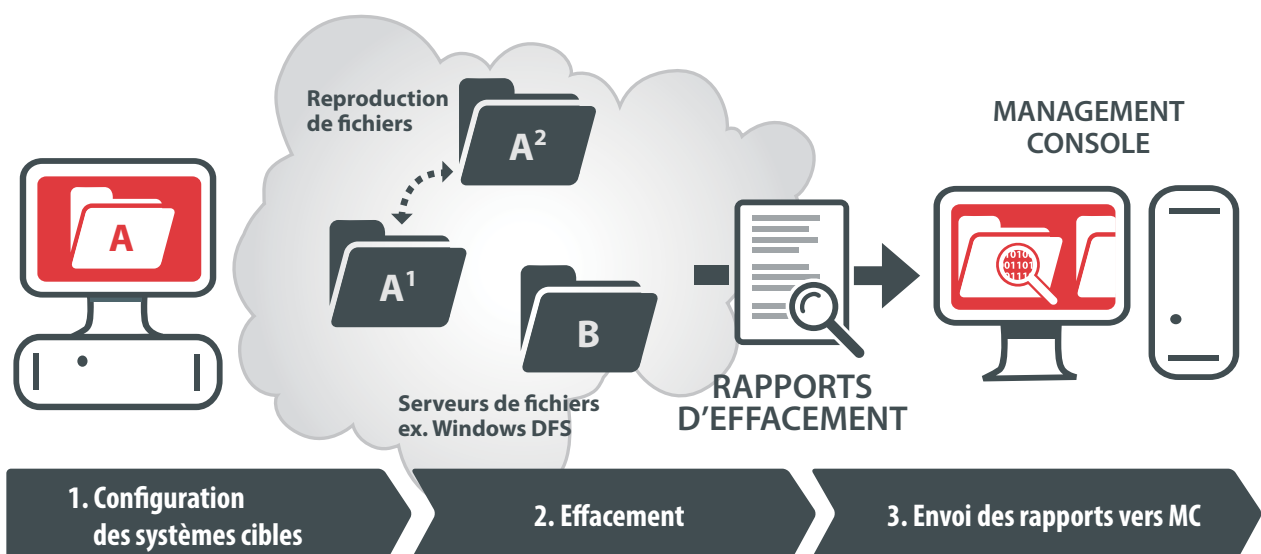 Reproduction
de fichiers
A²
MANAGEMENT
CONSOLE
A
A¹
B
Serveurs de fichiers
ex. Windows DFS
RAPPORTS
D'EFFACEMENT
1. Configuration
des systèmes cibles
2. Effacement
3. Envoi des rapports vers MC